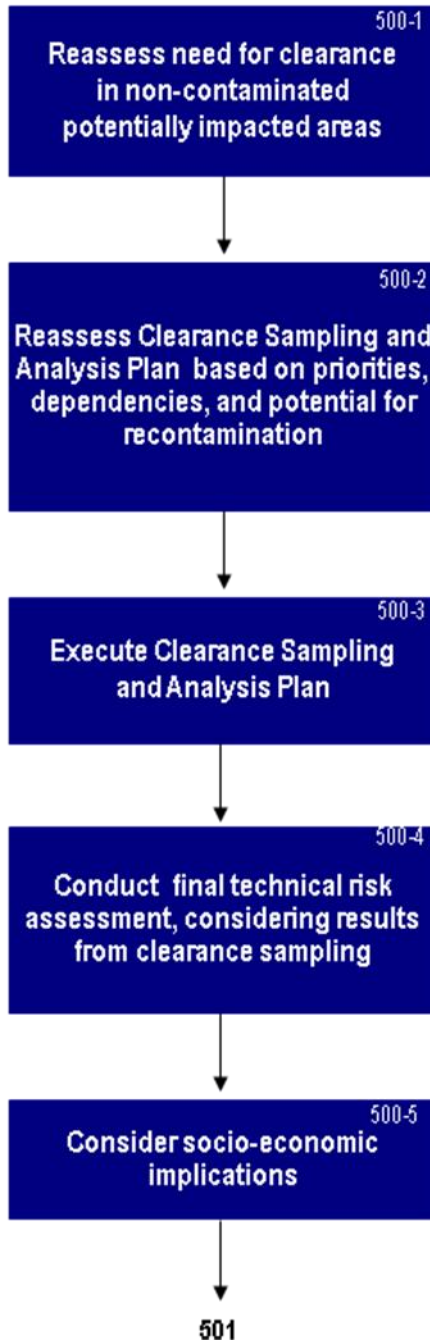 500-1
Reassess need for clearance
in non-contaminated
potentially impacted areas
500-2
Reassess Clearance Sampling and
Analysis Plan based on priorities,
dependencies, and potential for
recontamination
500-3
Execute Clearance Sampling
and Analysis Plan
500-4
Conduct final technical risk
assessment, considering results
from clearance sampling
500-5
Consider socio-economic
implications
501